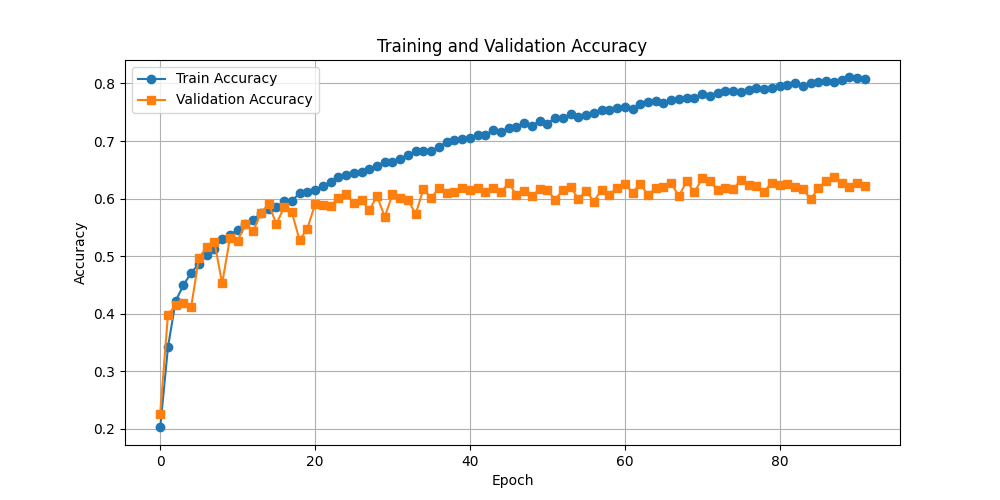 Training and Validation Accuracy
Train Accuracy
Validation Accuracy
0.8
0.7
0.6
0.5
0.4
0.3
0.2
Accuracy
0 20 40 60 80
Epoch